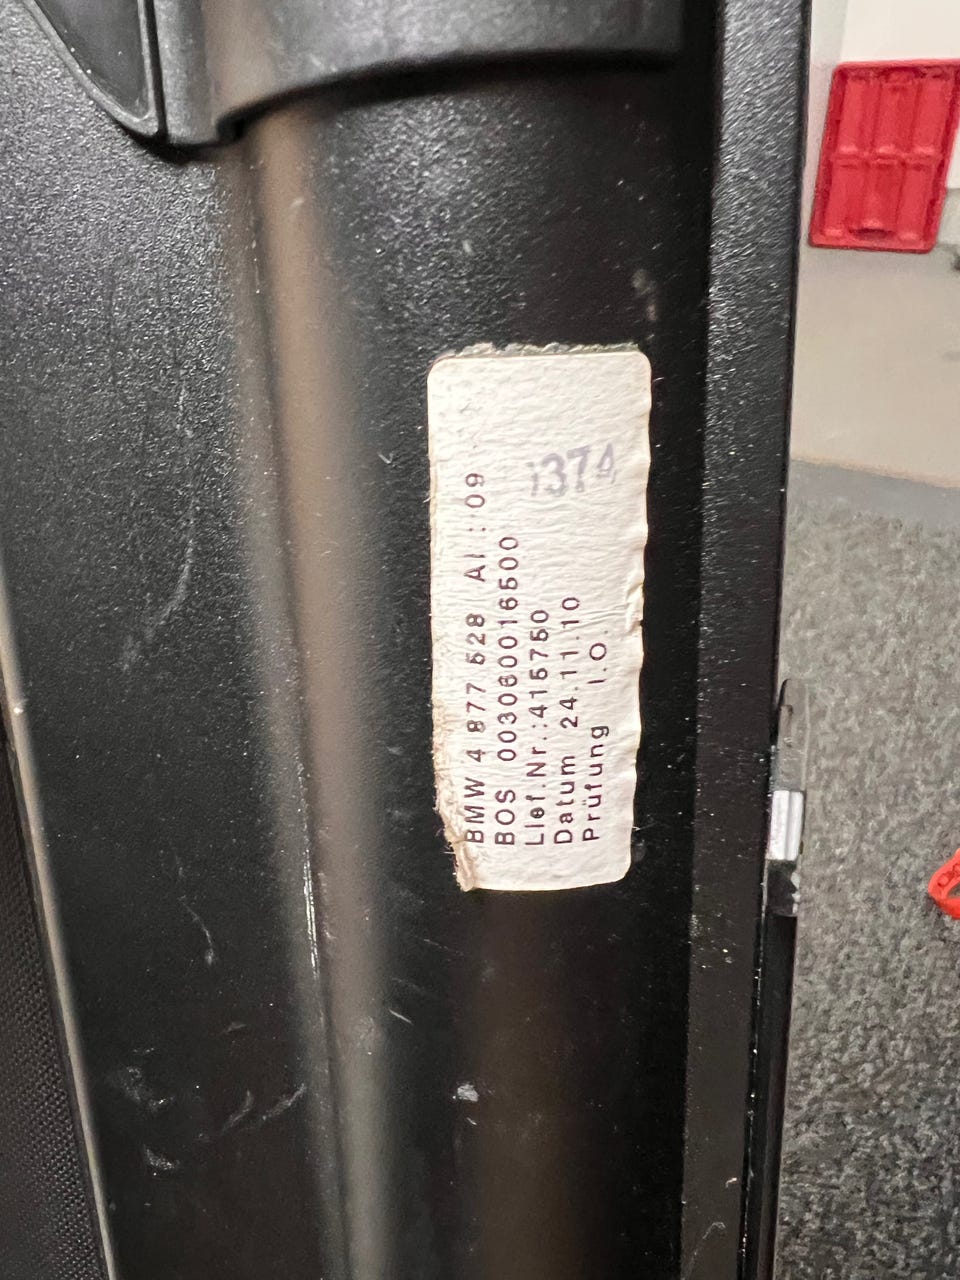 BMW 4 877 528 AI : 09
BOS 0030600016500
Lief.Nr.:415750
Datum 24.11.10
Prüfung I.O.
1374